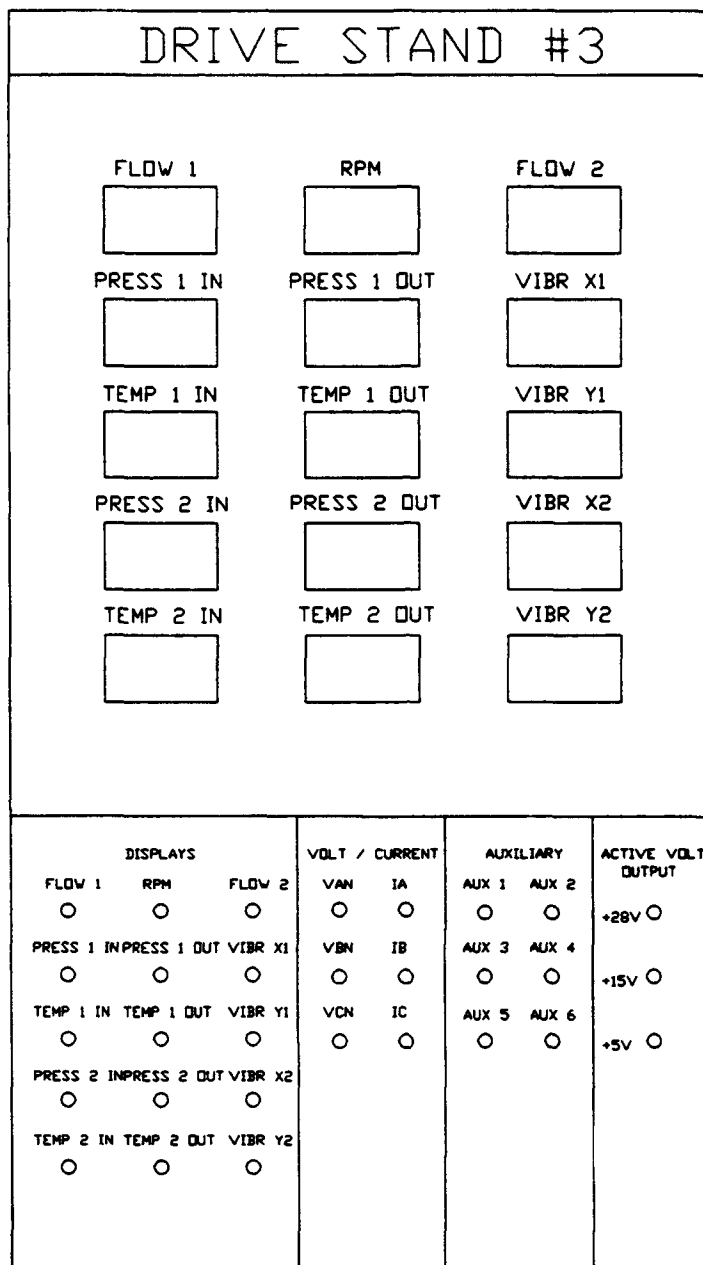 DRIVE STAND #3
FLOW 1 RPM FLOW 2
PRESS 1 IN PRESS 1 OUT VIBR X1
TEMP 1 IN TEMP 1 OUT VIBR Y1
PRESS 2 IN PRESS 2 OUT VIBR X2
TEMP 2 IN TEMP 2 OUT VIBR Y2
DISPLAYS
FLOW 1 RPM FLOW 2
PRESS 1 IN PRESS 1 OUT VIBR X1
TEMP 1 IN TEMP 1 OUT VIBR Y1
PRESS 2 IN PRESS 2 OUT VIBR X2
TEMP 2 IN TEMP 2 OUT VIBR Y2
VOLT / CURRENT
VAN IA
VBN IB
VCN IC
AUXILIARY
AUX 1 AUX 2
AUX 3 AUX 4
AUX 5 AUX 6
ACTIVE VOLT
OUTPUT
+28V
+15V
+5V